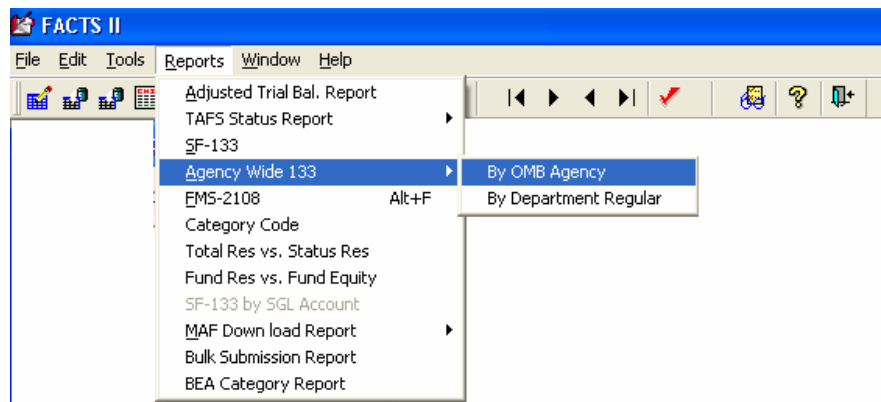 FACTS II
File Edit Tools Reports Window Help
Adjusted Trial Bal. Report
TAFS Status Report
SF-133
Agency Wide 133
By OMB Agency
FMS-2108 Alt+F
By Department Regular
Category Code
Total Res vs. Status Res
Fund Res vs. Fund Equity
SF-133 by SGL Account
MAF Down load Report
Bulk Submission Report
BEA Category Report